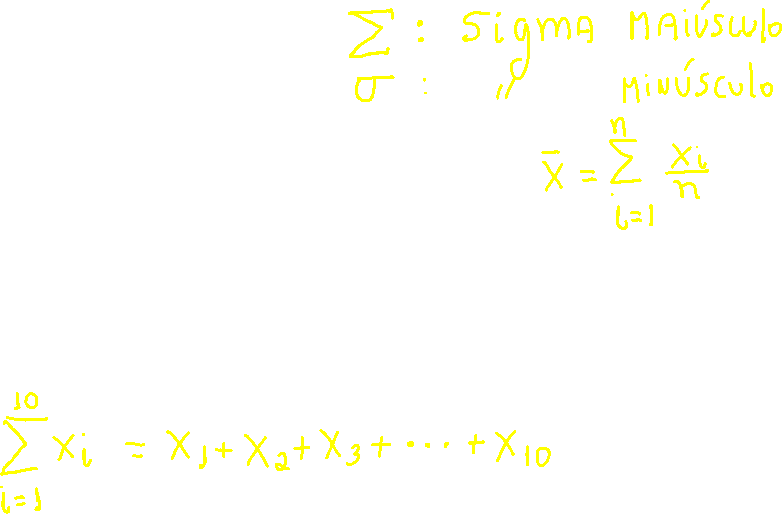 Σ : Sigma MAiúsculo
σ : " Minúsculo
x̄ = ∑_{i=1}^{n} xi/n
∑_{i=1}^{10} xi = x1 + x2 + x3 + ... + x10